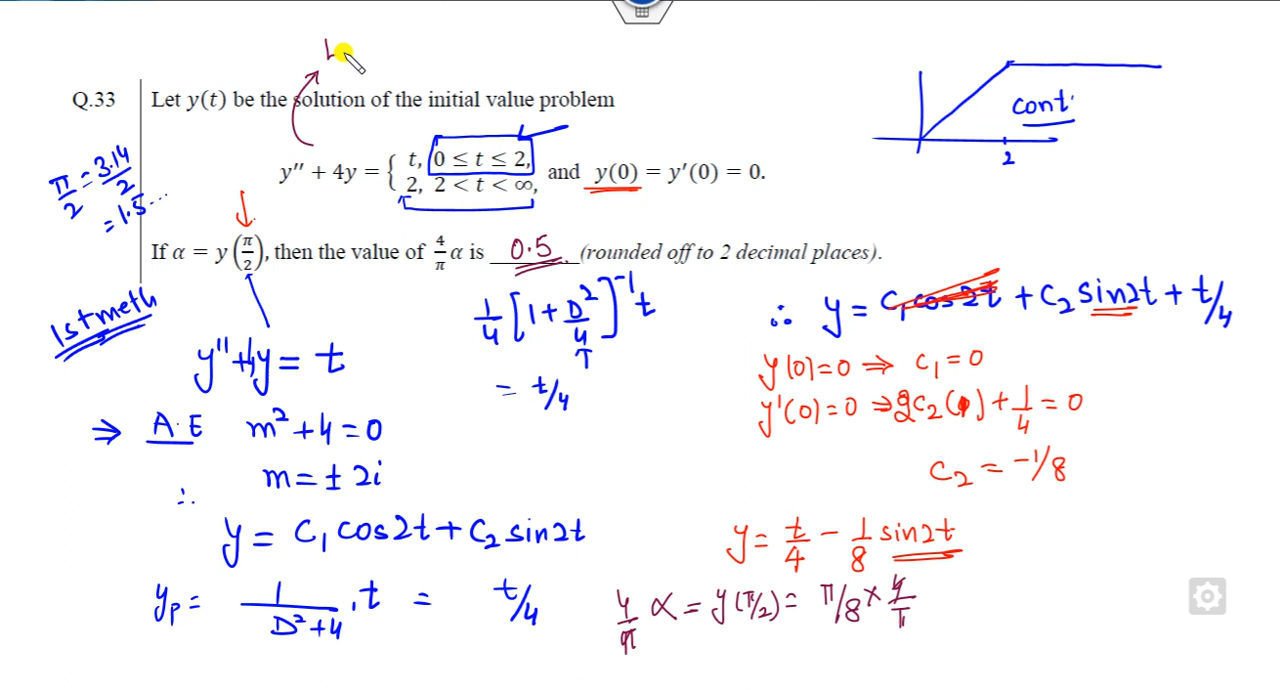 L
Q.33 Let y(t) be the solution of the initial value problem
y″ + 4y = { t, 0 ≤ t ≤ 2, and y(0) = y′(0) = 0.
2, 2 < t < ∞,
cont.
2
π/2 = 3.14/2
= 1.5...
If α = y(π/2), then the value of 4/π α is 0.5 (rounded off to 2 decimal places).
1st meth
y″+4y = t
⇒ A.E m²+4=0
m = ± 2i
∴
y = C₁ cos2t + C₂ sin2t
yₚ = 1/(D²+4) . t = t/4
1/4 [1 + D²/4]⁻¹ t
= t/4
∴ y = C₁ cos2t + C₂ sin2t + t/4
y(0)=0 ⇒ C₁ = 0
y′(0)=0 ⇒ 2C₂(1) + 1/4 = 0
C₂ = -1/8
y = t/4 - 1/8 sin2t
4/π α = y(π/2) = π/8 × 4/π